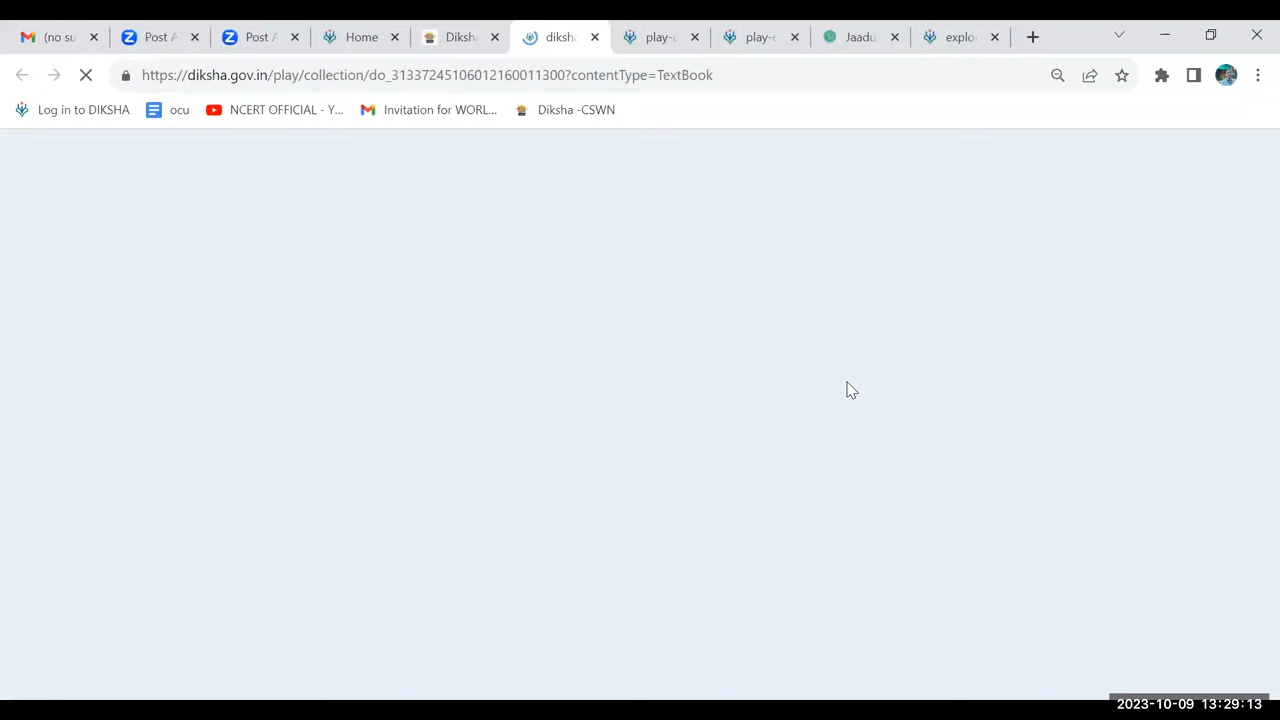 (no su Post A Post A Home Diksh diksh play-c play-c Jaadu explo
https://diksha.gov.in/play/collection/do_31337245106012160011300?contentType=TextBook
Log in to DIKSHA ocu NCERT OFFICIAL - Y... Invitation for WORL... Diksha -CSWN
2023-10-09 13:29:13